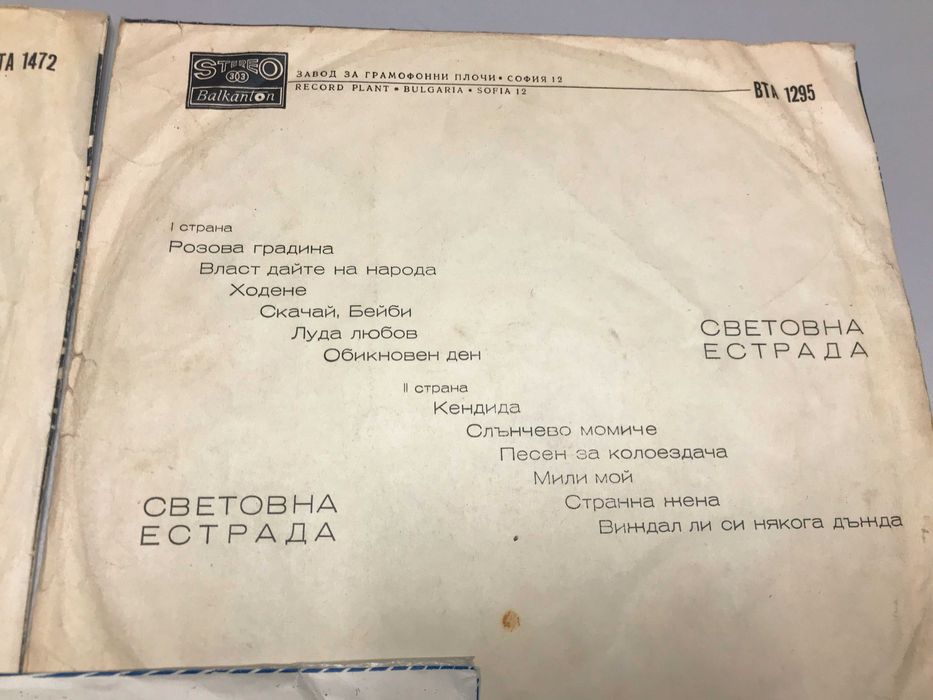 ТА 1472
STEREO
303
Balkanton
ЗАВОД ЗА ГРАМОФОННИ ПЛОЧИ • СОФИЯ 12
RECORD PLANT • BULGARIA • SOFIA 12
ВТА 1295
I страна
Розова градина
Власт дайте на народа
Ходене
Скачай, Бейби
Луда любов
Обикновен ден
СВЕТОВНА
ЕСТРАДА
II страна
Кендида
Слънчево момиче
Песен за колоездача
Мили мой
Странна жена
Виждал ли си някога дъжда
СВЕТОВНА
ЕСТРАДА